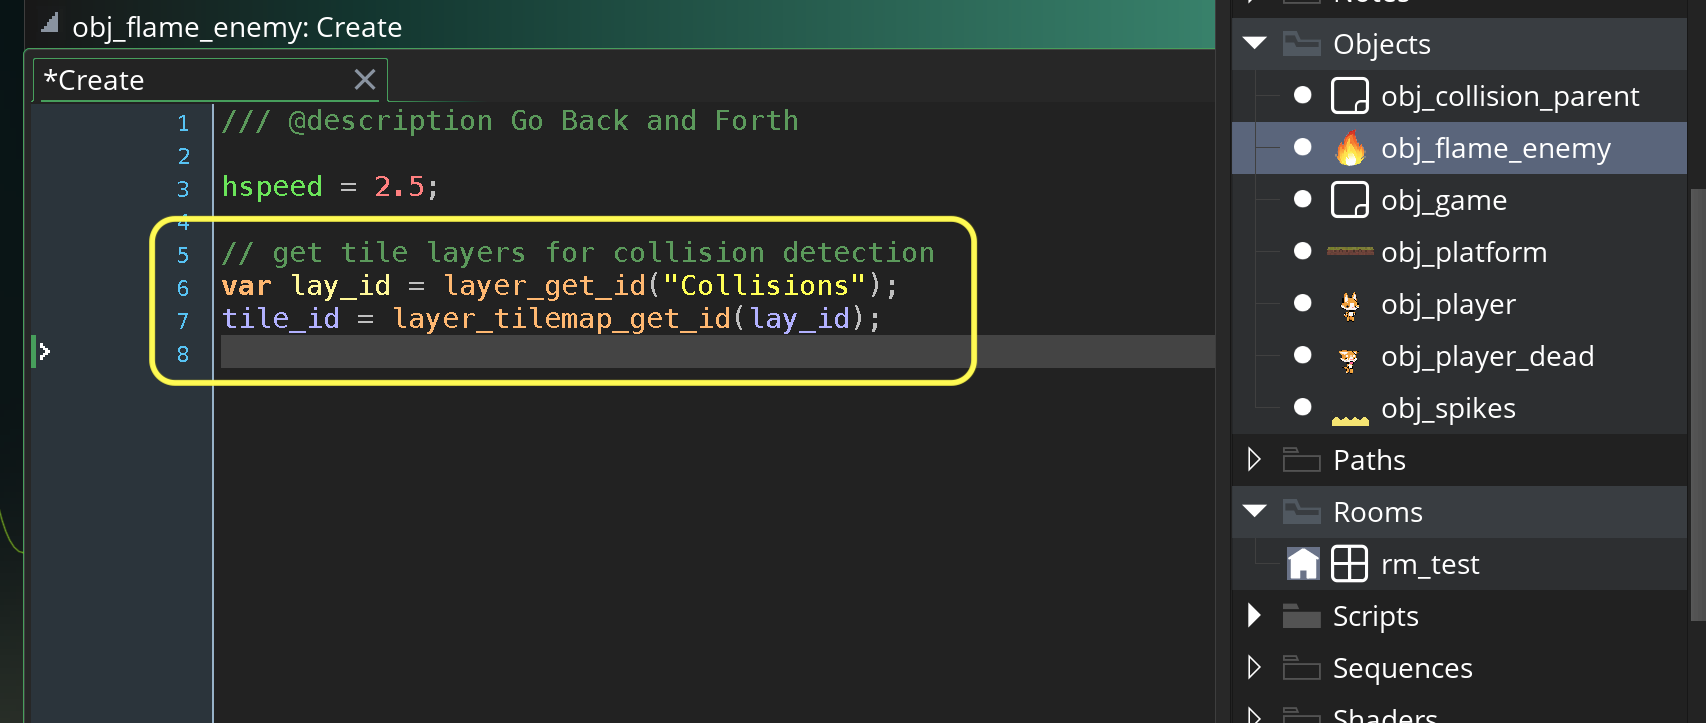 Notes
obj_flame_enemy: Create
Objects
*Create
obj_collision_parent
1 /// @description Go Back and Forth
obj_flame_enemy
2
3 hspeed = 2.5;
obj_game
4
5 // get tile layers for collision detection
obj_platform
6 var lay_id = layer_get_id("Collisions");
obj_player
7 tile_id = layer_tilemap_get_id(lay_id);
8
obj_player_dead
obj_spikes
Paths
Rooms
rm_test
Scripts
Sequences
Shaders